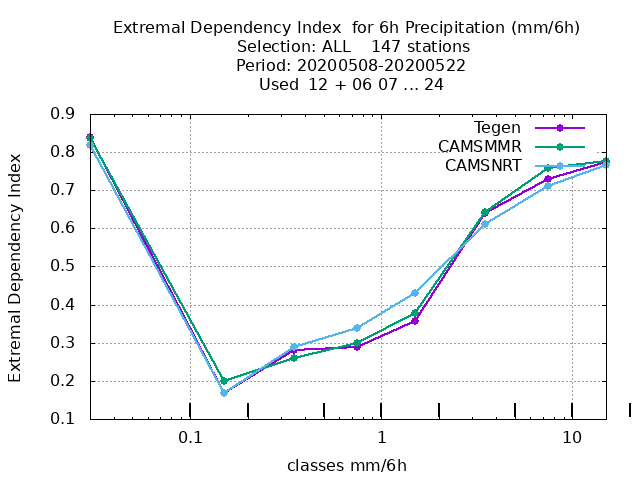 Extremal Dependency Index  for 6h Precipitation (mm/6h)
Selection: ALL    147 stations
Period: 20200508-20200522
Used  12 + 06 07 ... 24
Tegen
CAMSMMR
CAMSNRT
Extremal Dependency Index
0.9
0.8
0.7
0.6
0.5
0.4
0.3
0.2
0.1
0.1
1
10
classes mm/6h